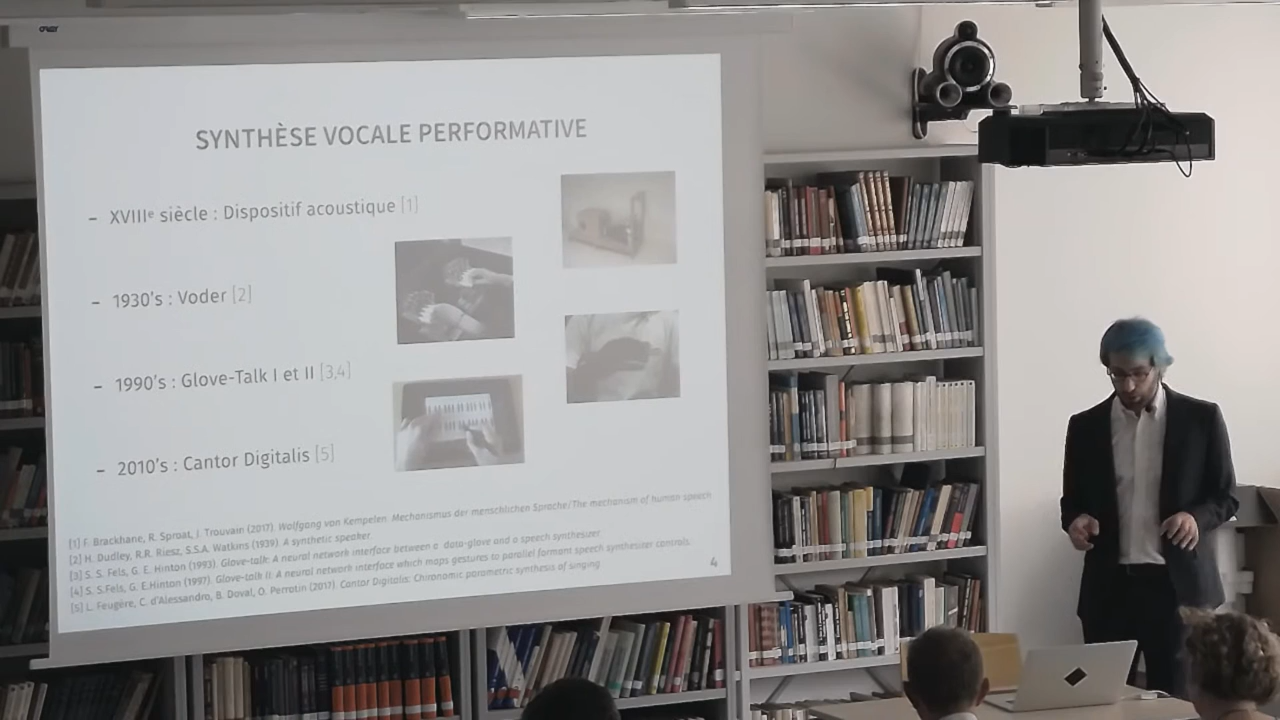 SYNTHÈSE VOCALE PERFORMATIVE
– XVIIIᵉ siècle : Dispositif acoustique [1]
– 1930's : Voder [2]
– 1990's : Glove-Talk I et II [3,4]
– 2010's : Cantor Digitalis [5]
[1] F. Brackhane, R. Sproat, J. Trouvain (2017). Wolfgang von Kempelen: Mechanismus der menschlichen Sprache/The mechanism of human speech
[2] H. Dudley, R.R. Riesz, S.S.A. Watkins (1939). A synthetic speaker.
[3] S. S. Fels, G. E. Hinton (1993). Glove-talk: A neural network interface between a data-glove and a speech synthesizer.
[4] S. S.Fels, G. E.Hinton (1997). Glove-talk II: A neural network interface which maps gestures to parallel formant speech synthesizer controls.
[5] L. Feugère, C. d'Alessandro, B. Doval, O. Perrotin (2017). Cantor Digitalis: Chironomic parametric synthesis of singing
4